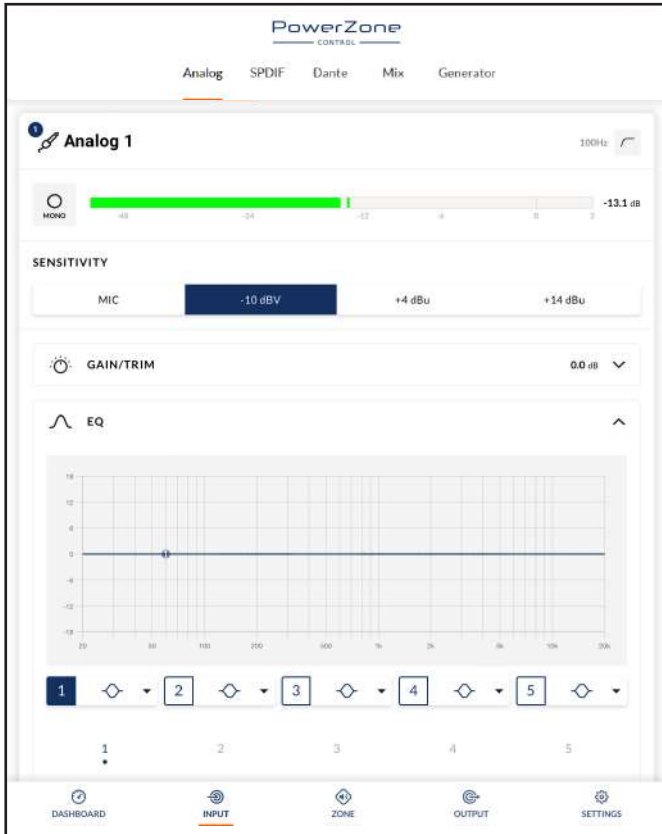 PowerZone
CONTROL
Analog SPDIF Dante Mix Generator
1 Analog 1 100Hz
MONO -13.1 dB
-48 -24 -12 -6 0 3
SENSITIVITY
MIC -10 dBV +4 dBu +14 dBu
GAIN/TRIM 0.0 dB
EQ
18
12
6
0
-6
-12
-18
20 50 100 200 500 1k 2k 5k 10k 20k
1 2 3 4 5
1 2 3 4 5
DASHBOARD INPUT ZONE OUTPUT SETTINGS